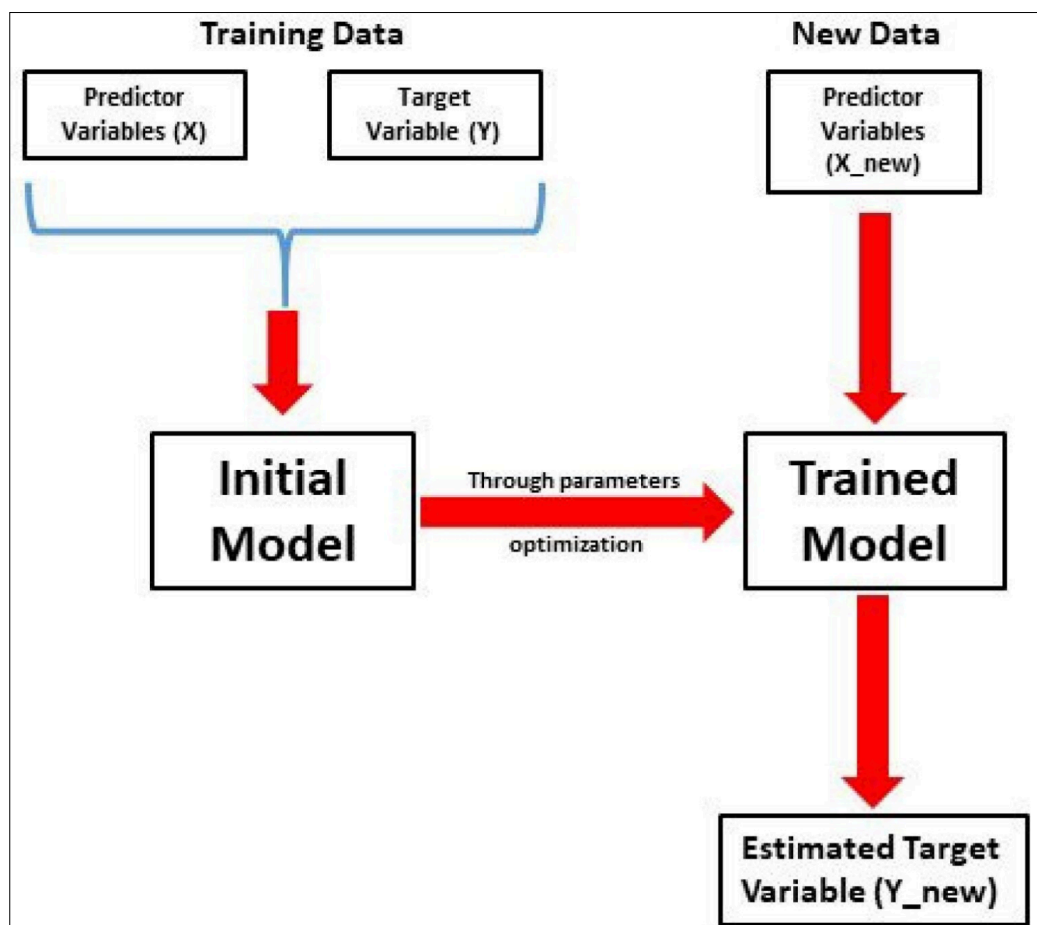 Training Data
Predictor
Variables (X)
Target
Variable (Y)
New Data
Predictor
Variables
(X_new)
Initial
Model
Through parameters
optimization
Trained
Model
Estimated Target
Variable (Y_new)